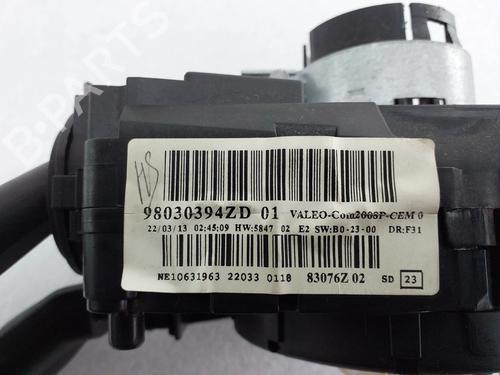 B-PARTS
HS
98030394ZD 01 VALEO-Com2008P-CEM 0
22/03/13 02:45:09 HW:5847 02 E2 SW:B0-23-00 DR:F31
NE10631963 22033 0118 83076Z 02 SD 23